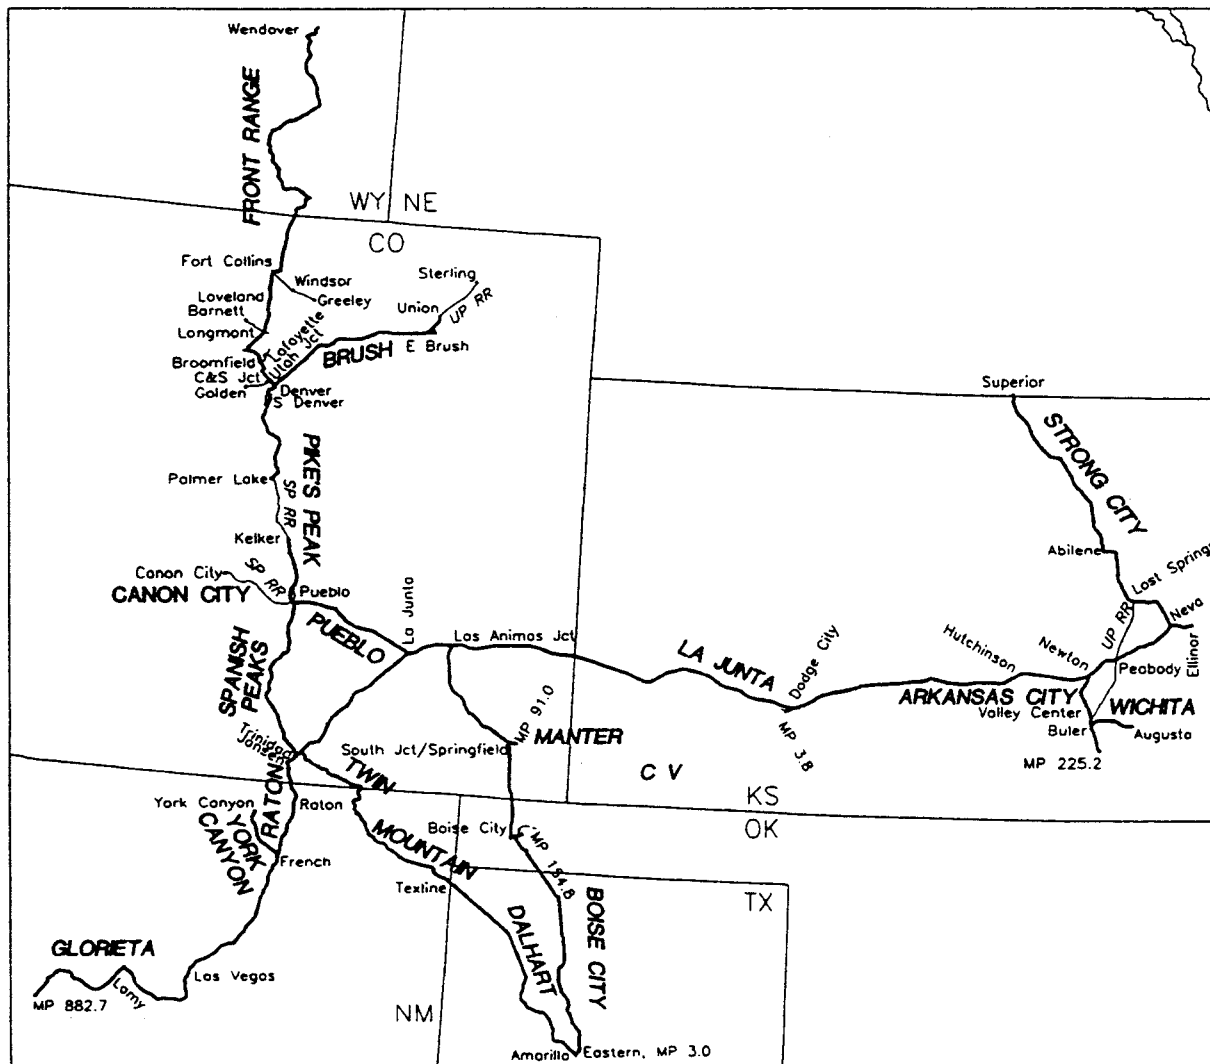 Wendover
FRONT RANGE
WY
NE
CO
Fort Collins
Windsor
Greeley
Loveland
Barnett
Longmont
Lafayette
Utah Jct
Broomfield
C&S Jct
Golden
Denver
S Denver
Sterling
Union
UP RR
BRUSH
E Brush
Superior
STRONG CITY
PIKE'S PEAK
Palmer Lake
SP RR
Kelker
Abilene
Canon City
SP RR
CANON CITY
Pueblo
Lost Springs
La Junta
PUEBLO
Las Animas Jct
UP RR
Neva
Ellinor
SPANISH
PEAKS
LA JUNTA
Dodge City
Hutchinson
Newton
Peabody
ARKANSAS CITY
WICHITA
Valley Center
Buler
Augusta
MP 225.2
MP 91.0
MANTER
South Jct/Springfield
MP 3.8
C V
Trinidad
Jansen
TWIN
MOUNTAIN
KS
OK
York Canyon
YORK
CANYON
RATON
Raton
French
Boise City
MP 154.8
Texline
TX
DALHART
BOISE CITY
GLORIETA
Las Vegas
Lamy
MP 882.7
NM
Amarillo
Eastern, MP 3.0